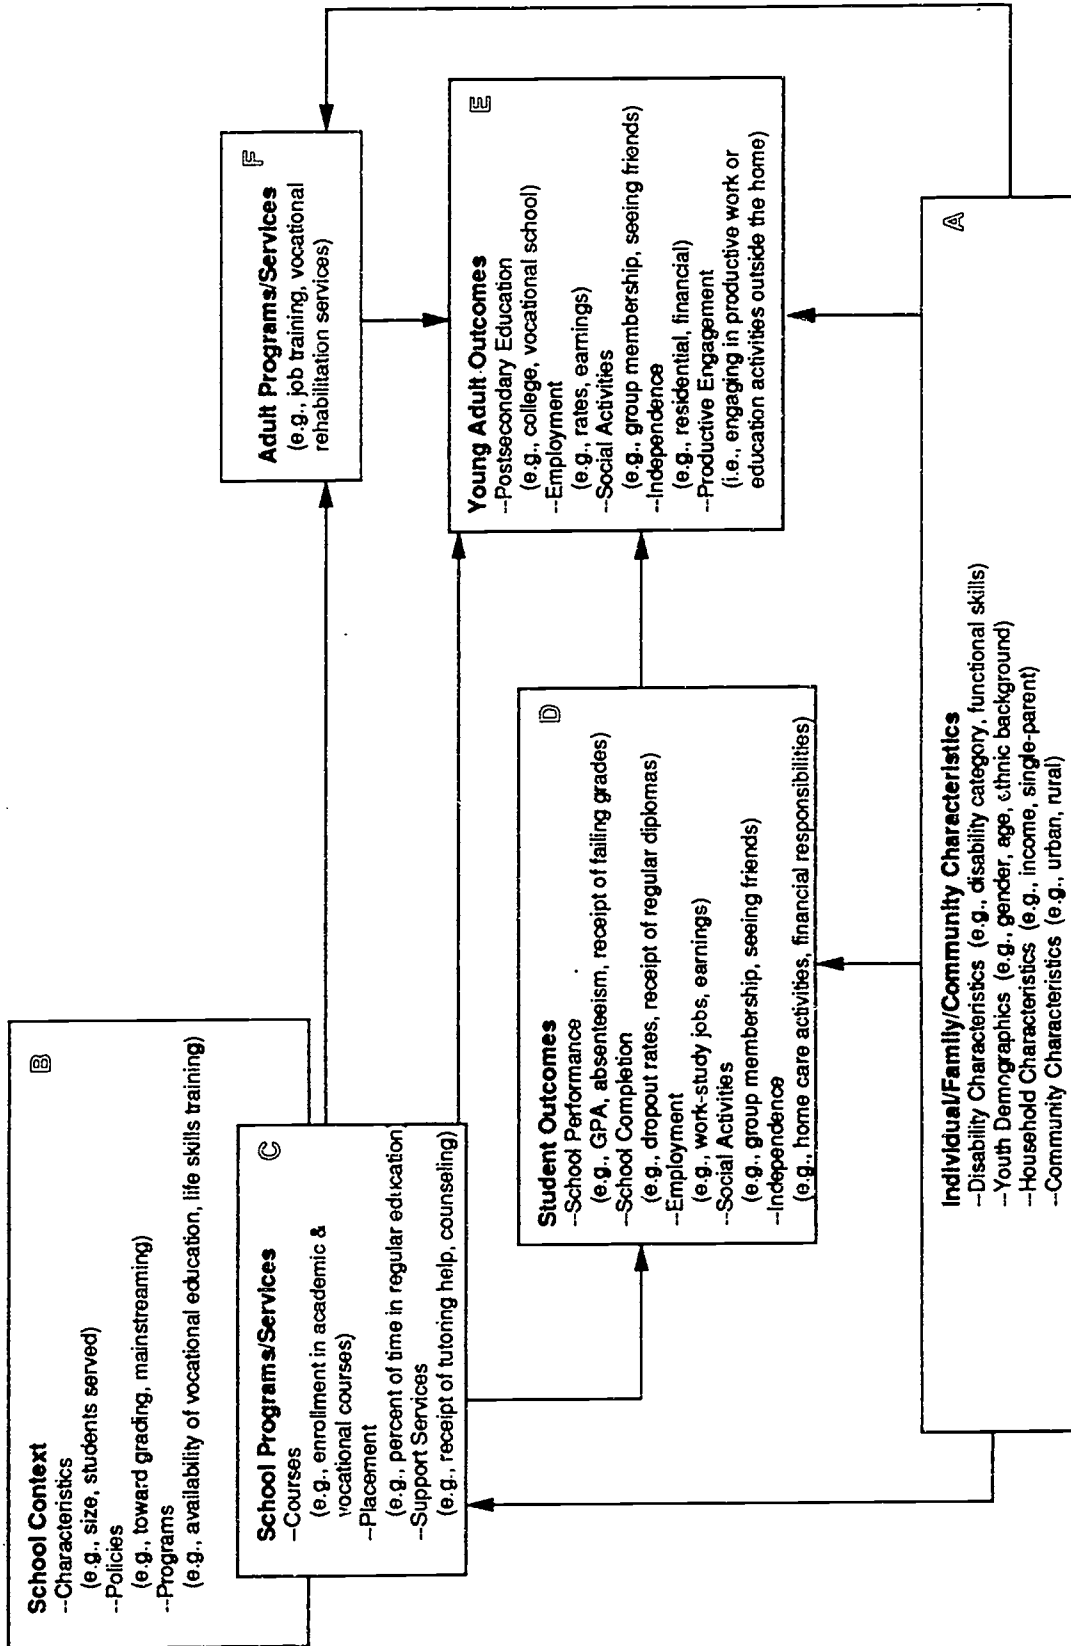 School Context
B
--Characteristics
(e.g., size, students served)
--Policies
(e.g., toward grading, mainstreaming)
--Programs
(e.g., availability of vocational education, life skills training)
School Programs/Services
C
--Courses
(e.g., enrollment in academic &
vocational courses)
--Placement
(e.g., percent of time in regular education)
--Support Services
(e.g., receipt of tutoring help, counseling)
Adult Programs/Services
F
(e.g., job training, vocational
rehabilitation services)
Student Outcomes
D
--School Performance
(e.g., GPA, absenteeism, receipt of failing grades)
--School Completion
(e.g., dropout rates, receipt of regular diplomas)
--Employment
(e.g., work-study jobs, earnings)
--Social Activities
(e.g., group membership, seeing friends)
--Independence
(e.g., home care activities, financial responsibilities)
Young Adult Outcomes
E
--Postsecondary Education
(e.g., college, vocational school)
--Employment
(e.g., rates, earnings)
--Social Activities
(e.g., group membership, seeing friends)
--Independence
(e.g., residential, financial)
--Productive Engagement
(i.e., engaging in productive work or
education activities outside the home)
Individual/Family/Community Characteristics
A
--Disability Characteristics (e.g., disability category, functional skills)
--Youth Demographics (e.g., gender, age, ethnic background)
--Household Characteristics (e.g., income, single-parent)
--Community Characteristics (e.g., urban, rural)